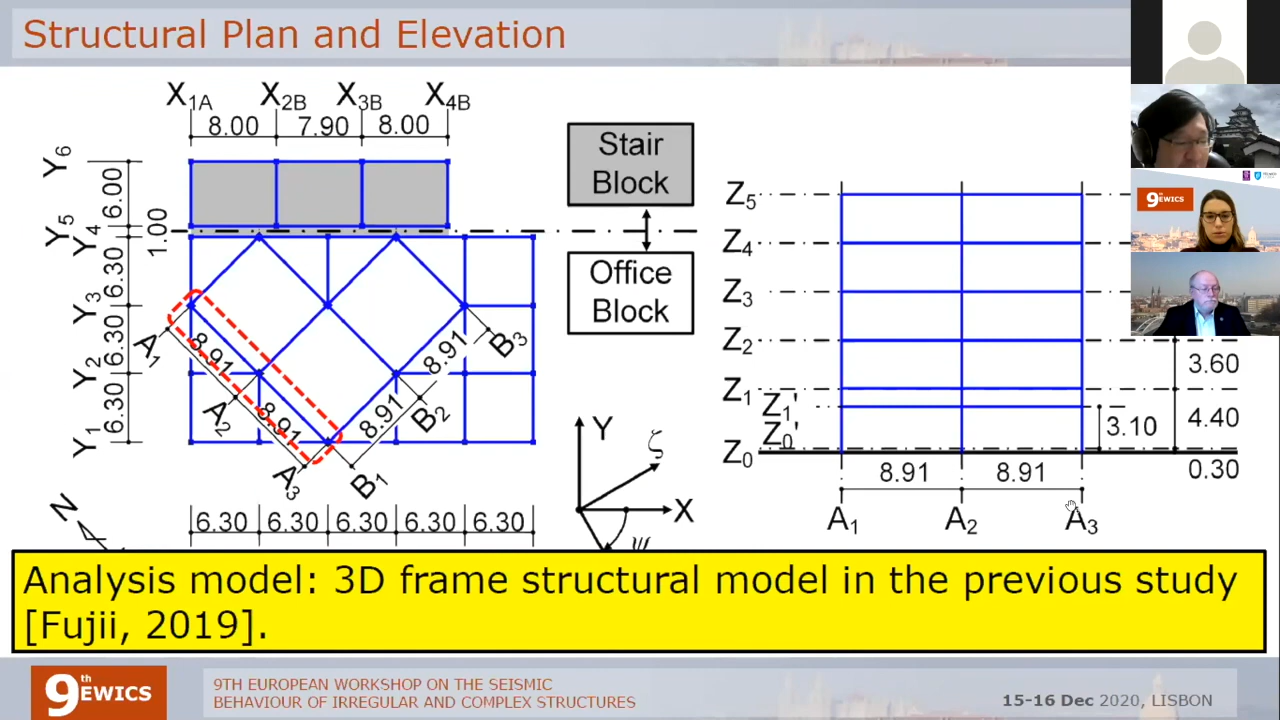 Structural Plan and Elevation
X1A X2B X3B X4B
8.00 7.90 8.00
Y6
6.00
Y5
1.00
Y4
6.30
Y3
6.30
Y2
6.30
Y1
A1
8.91
A2
8.91
A3
8.91
B1
8.91
B2
B3
N
6.30 6.30 6.30 6.30 6.30
Stair
Block
Office
Block
Y
ζ
X
ψ
Z5
Z4
Z3
Z2
Z1
Z1'
Z0'
Z0
3.60
4.40
3.10
0.30
8.91 8.91
A1 A2 A3
Analysis model: 3D frame structural model in the previous study
[Fujii, 2019].
9th EWICS
9th EWICS
9TH EUROPEAN WORKSHOP ON THE SEISMIC
BEHAVIOUR OF IRREGULAR AND COMPLEX STRUCTURES
15-16 Dec 2020, LISBON